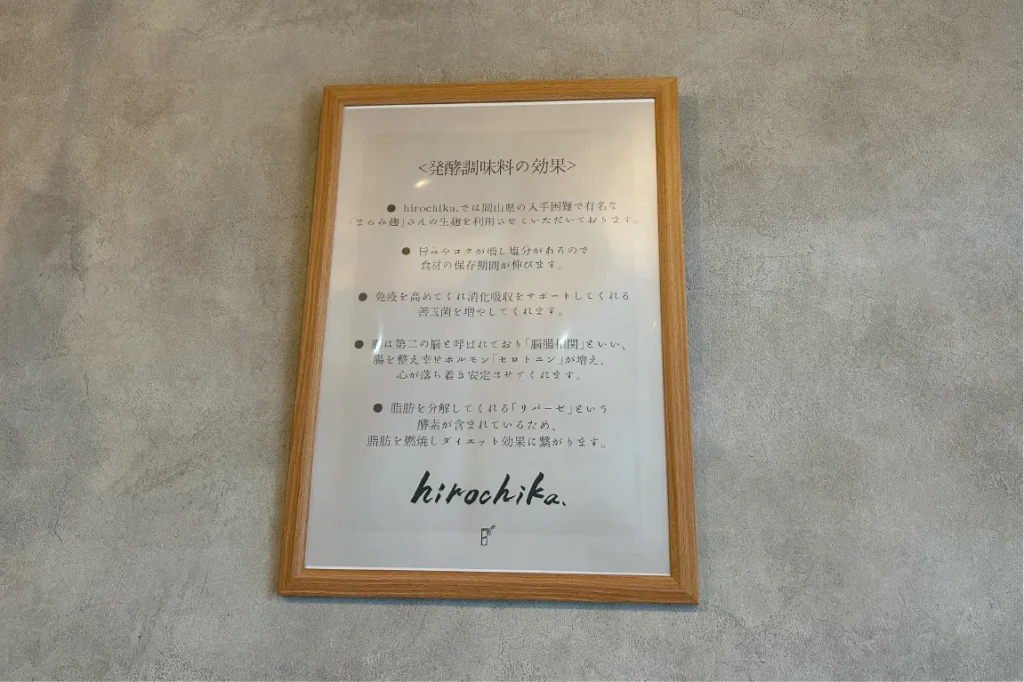 <発酵調味料の効果>
● hirochika.では岡山県の入手困難で有名な
「まるみ麹」さんの生麹を利用させていただいております。
● 旨みやコクが増し塩分があるので
食材の保存期間が伸びます。
● 免疫を高めてくれ消化吸収をサポートしてくれる
善玉菌を増やしてくれます。
● 腸は第二の脳と呼ばれており「脳腸相関」といい、
腸を整え幸せホルモン「セロトニン」が増え、
心が落ち着き安定させてくれます。
● 脂肪を分解してくれる「リパーゼ」という
酵素が含まれているため、
脂肪を燃焼しダイエット効果に繋がります。
hirochika.